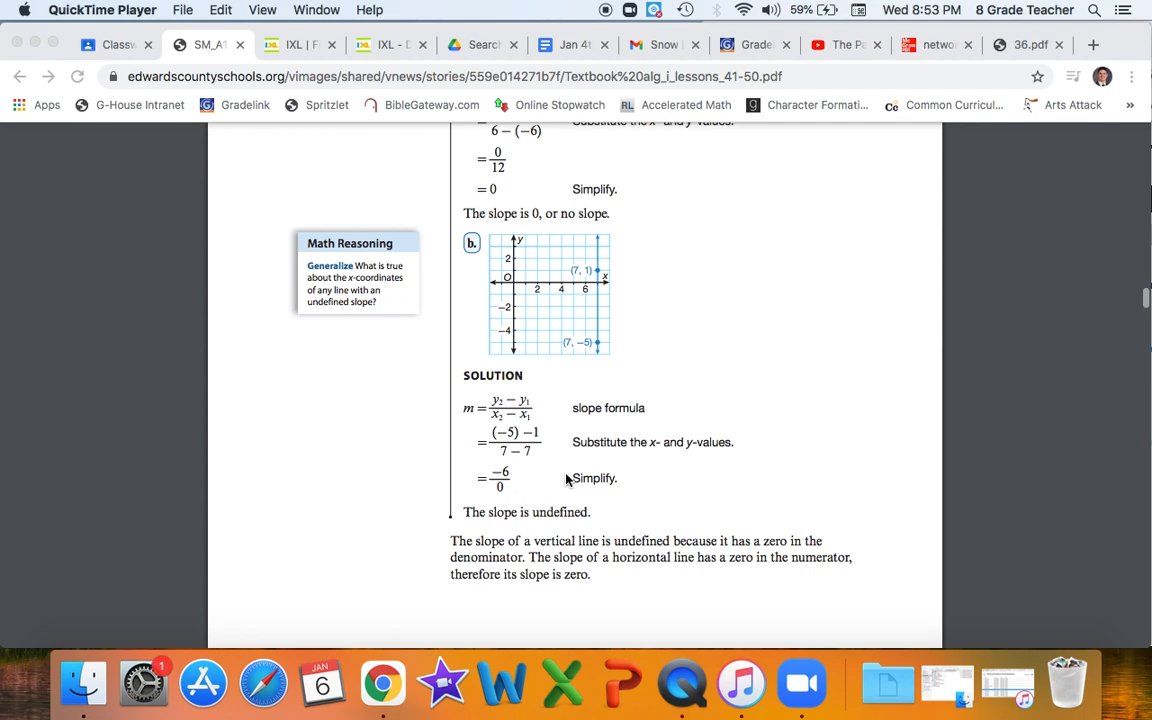 QuickTime Player File Edit View Window Help 59% Wed 8:53 PM 8 Grade Teacher
Classw SM_A1 IXL | Fi IXL - D Search Jan 4t Snow I Gradel The Pa netwo 36.pdf
edwardscountyschools.org/vimages/shared/vnews/stories/559e014271b7f/Textbook%20alg_i_lessons_41-50.pdf
Apps G-House Intranet Gradelink Spritzlet BibleGateway.com Online Stopwatch RL Accelerated Math Character Formati... Cc Common Curricul... Arts Attack »
= 6 − (−6) Substitute the x- and y-values.
= 0/12
= 0 Simplify.
The slope is 0, or no slope.
Math Reasoning
Generalize What is true
about the x-coordinates
of any line with an
undefined slope?
b.
y
2
(7, 1)
O
x
2 4 6
−2
−4
(7, −5)
SOLUTION
m = y₂ − y₁ / x₂ − x₁ slope formula
= (−5) −1 / 7 − 7 Substitute the x- and y-values.
= −6/0 Simplify.
The slope is undefined.
The slope of a vertical line is undefined because it has a zero in the
denominator. The slope of a horizontal line has a zero in the numerator,
therefore its slope is zero.
JAN
6
1